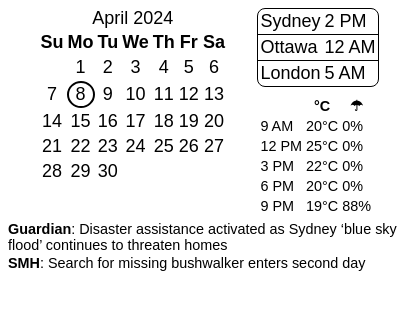 April 2024
Su Mo Tu We Th Fr Sa
1 2 3 4 5 6
7 8 9 10 11 12 13
14 15 16 17 18 19 20
21 22 23 24 25 26 27
28 29 30
Sydney 2 PM
Ottawa 12 AM
London 5 AM
°C ☂
9 AM 20°C 0%
12 PM 25°C 0%
3 PM 22°C 0%
6 PM 20°C 0%
9 PM 19°C 88%
Guardian: Disaster assistance activated as Sydney ‘blue sky
flood’ continues to threaten homes
SMH: Search for missing bushwalker enters second day